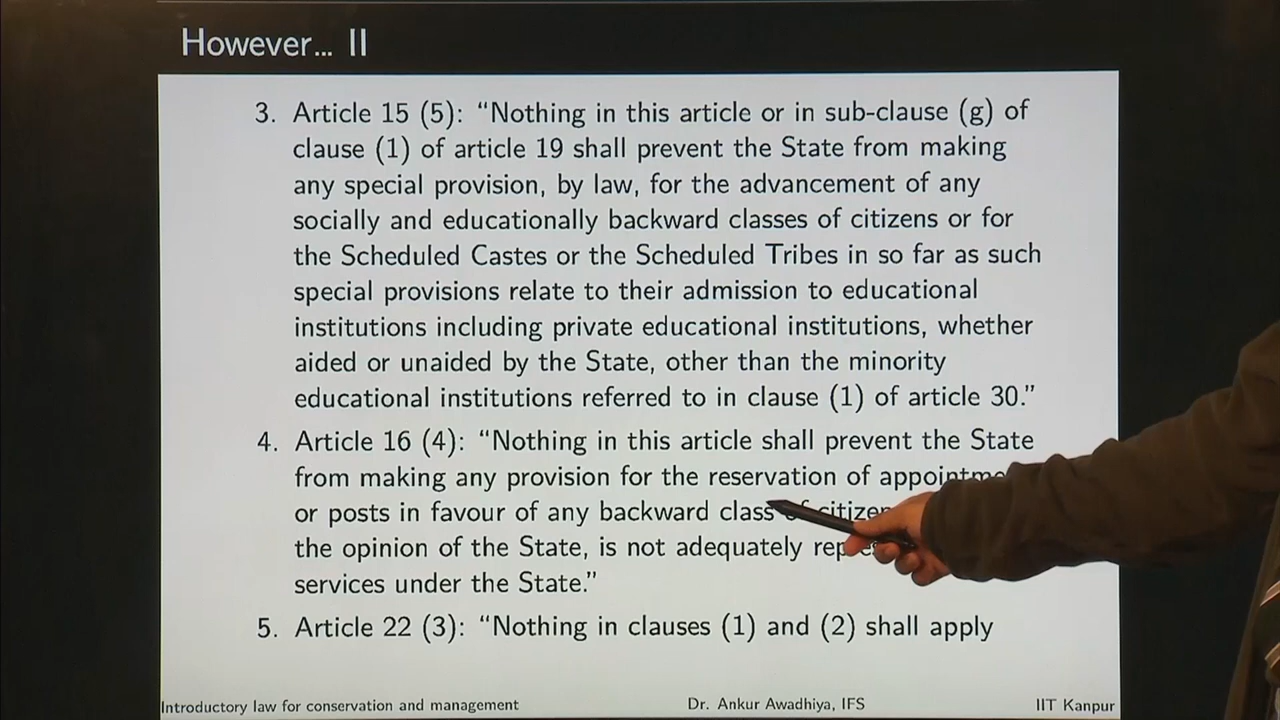 However... II
3. Article 15 (5): “Nothing in this article or in sub-clause (g) of
clause (1) of article 19 shall prevent the State from making
any special provision, by law, for the advancement of any
socially and educationally backward classes of citizens or for
the Scheduled Castes or the Scheduled Tribes in so far as such
special provisions relate to their admission to educational
institutions including private educational institutions, whether
aided or unaided by the State, other than the minority
educational institutions referred to in clause (1) of article 30.”
4. Article 16 (4): “Nothing in this article shall prevent the State
from making any provision for the reservation of
or posts in favour of any backward class of
the opinion of the State, is not adequately
services under the State.”
5. Article 22 (3): “Nothing in clauses (1) and (2) shall apply
Introductory law for conservation and management Dr. Ankur Awadhiya, IFS IIT Kanpur